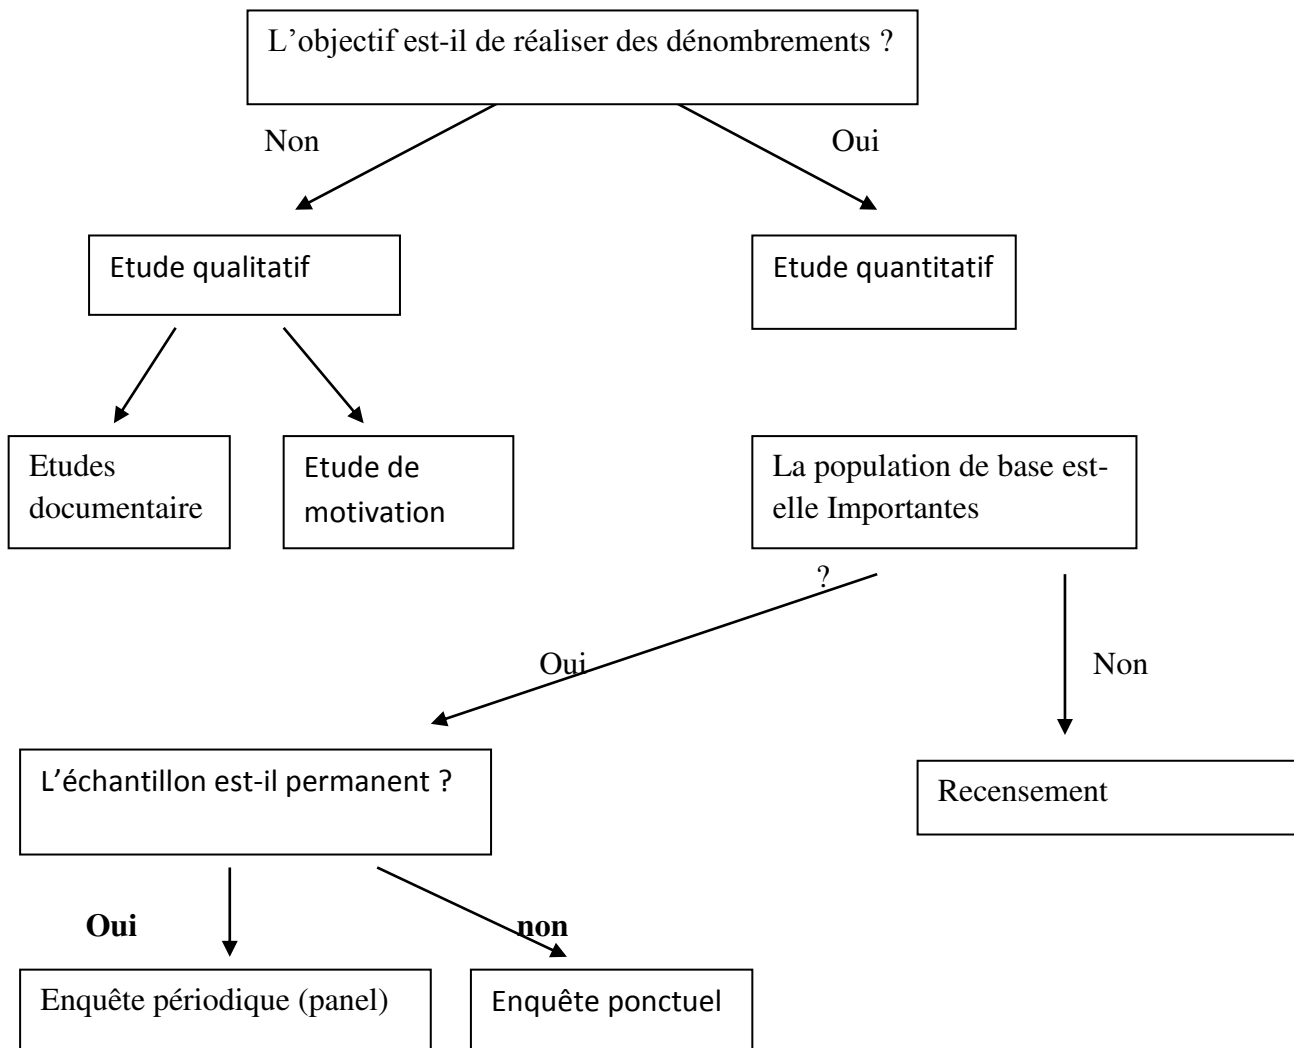 L'objectif est-il de réaliser des dénombrements ?
Non
Oui
Etude qualitatif
Etude quantitatif
Etudes
documentaire
Etude de
motivation
La population de base est-
elle Importantes
?
Oui
Non
L'échantillon est-il permanent ?
Recensement
Oui
non
Enquête périodique (panel)
Enquête ponctuel